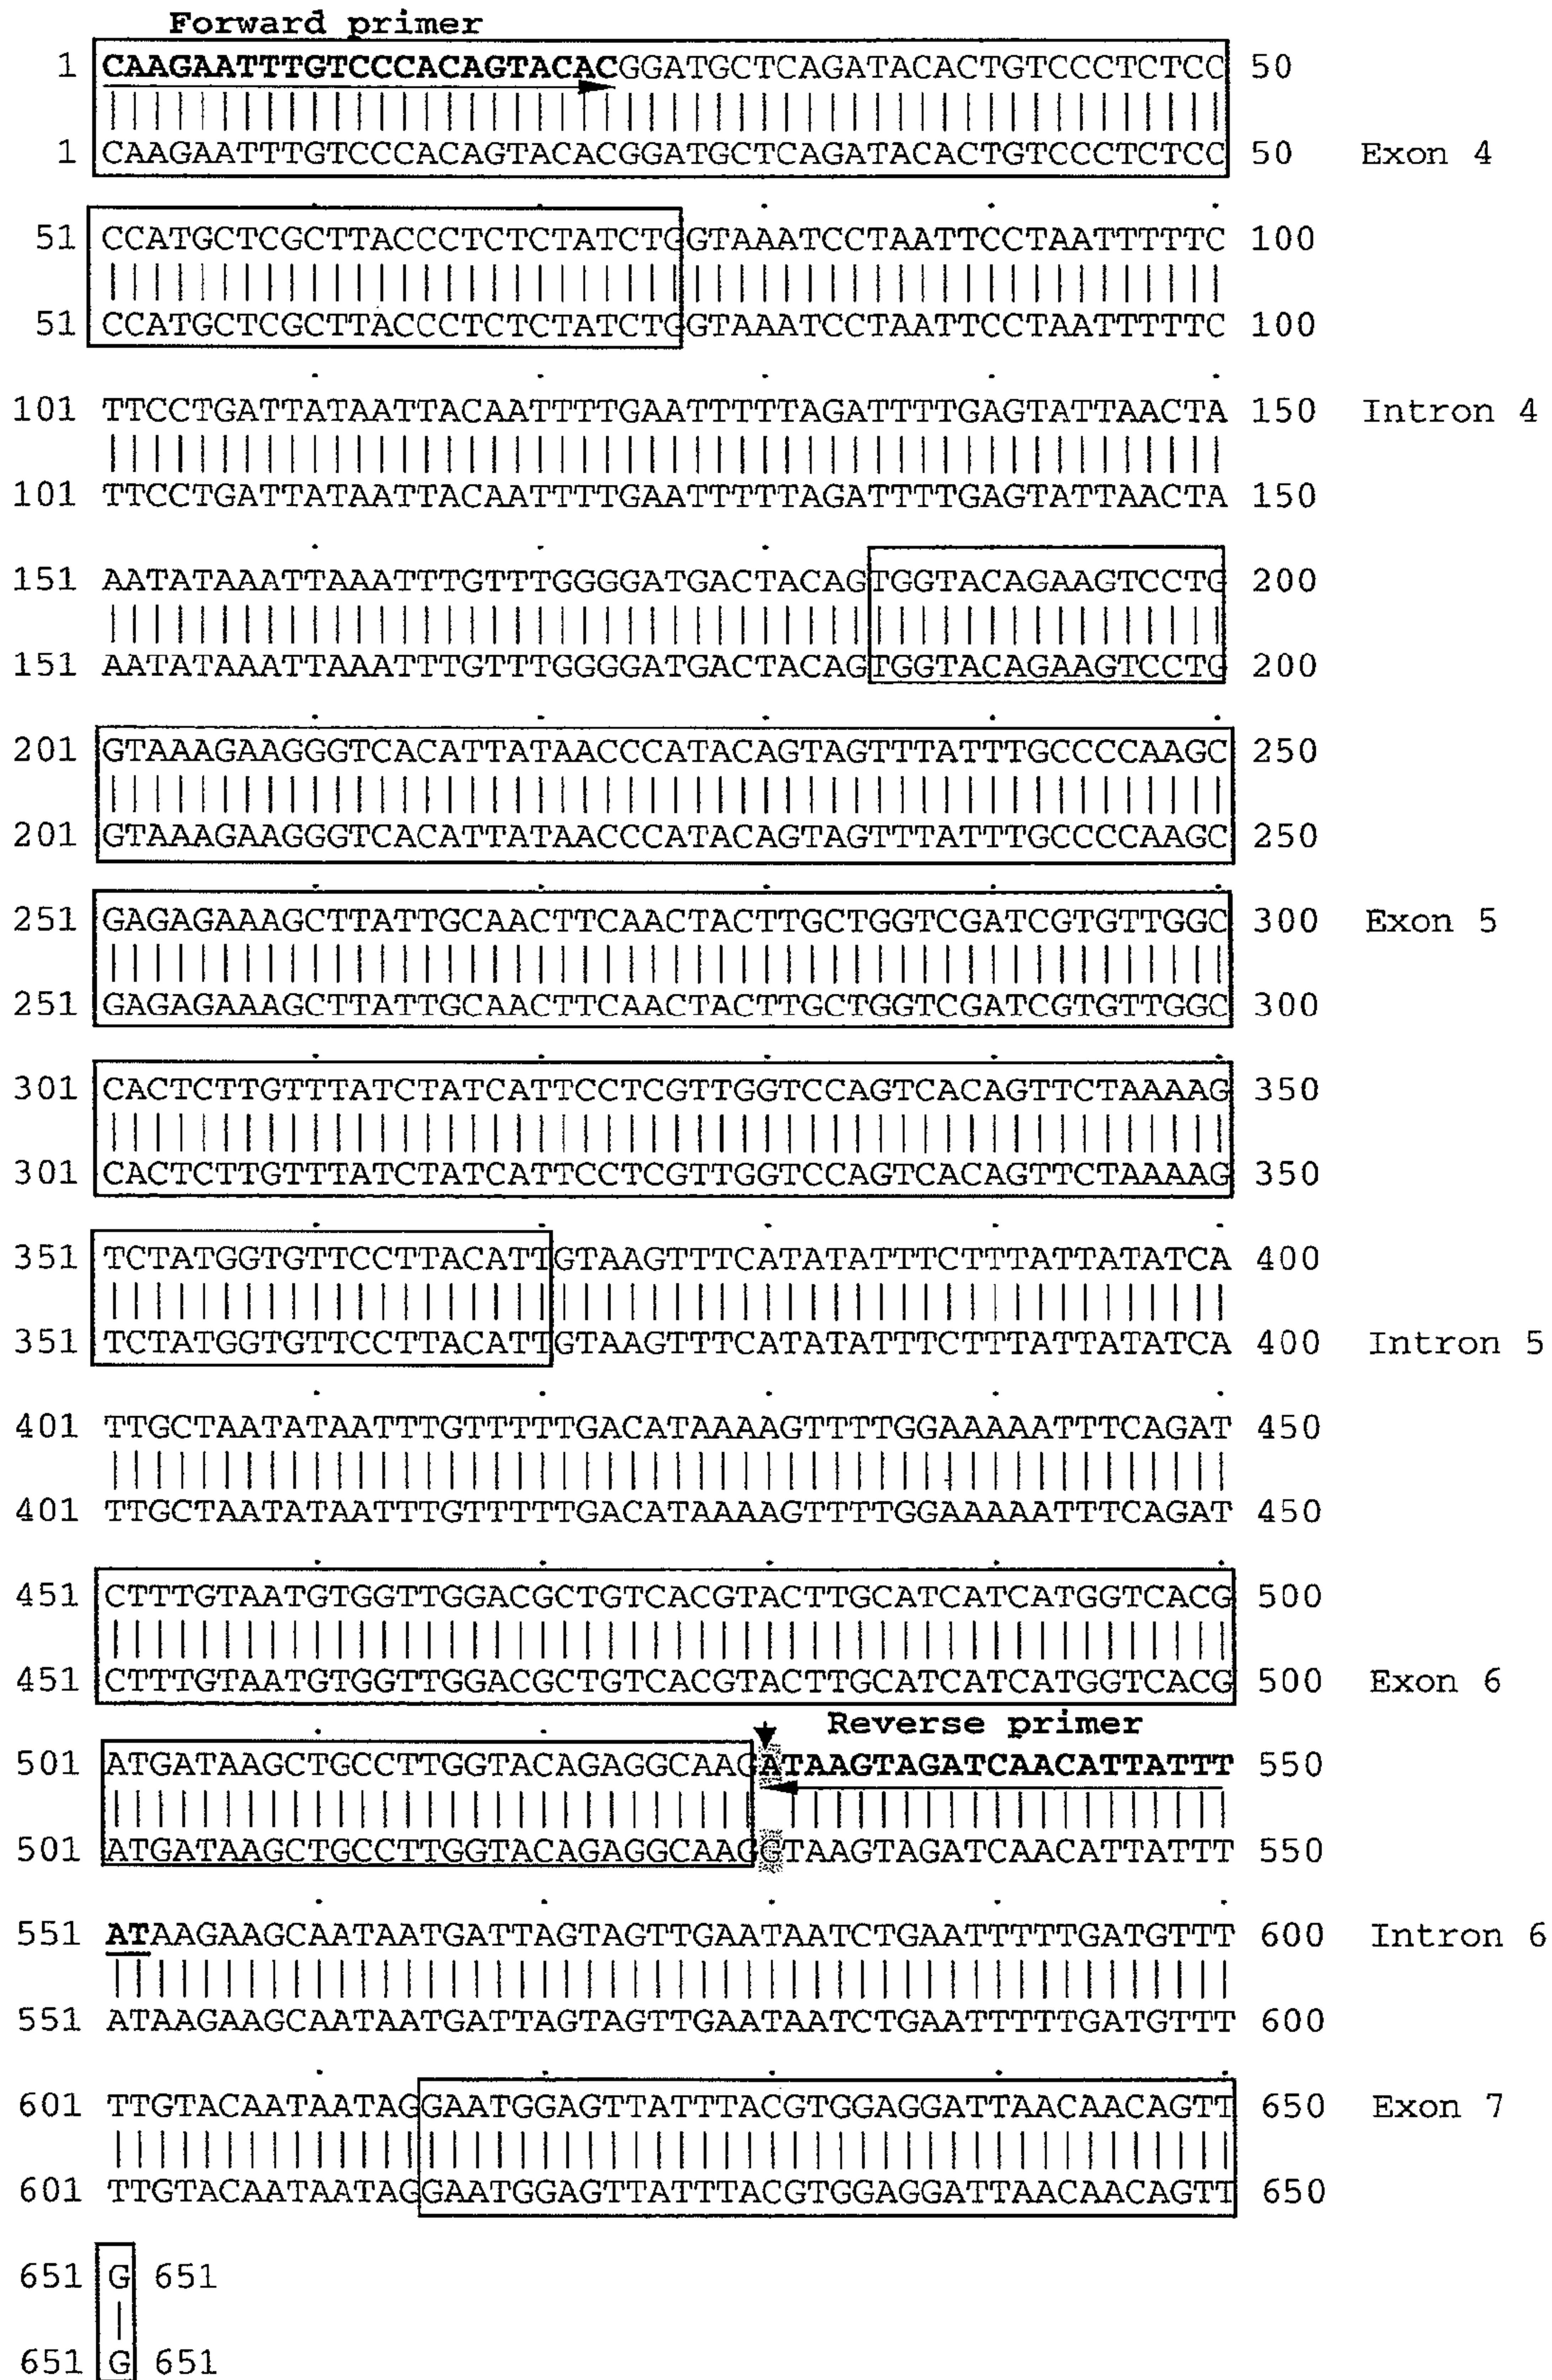 Forward primer
1 CAAGAATTTGTCCCACAGTACACGGATGCTCAGATACACTGTCCCTCTCC 50
1 CAAGAATTTGTCCCACAGTACACGGATGCTCAGATACACTGTCCCTCTCC 50 Exon 4
51 CCATGCTCGCTTACCCTCTCTATCTGGTAAATCCTAATTCCTAATTTTTC 100
51 CCATGCTCGCTTACCCTCTCTATCTGGTAAATCCTAATTCCTAATTTTTC 100
101 TTCCTGATTATAATTACAATTTTGAATTTTTAGATTTTGAGTATTAACTA 150 Intron 4
101 TTCCTGATTATAATTACAATTTTGAATTTTTAGATTTTGAGTATTAACTA 150
151 AATATAAATTAAATTTGTTTGGGGATGACTACAGTGGTACAGAAGTCCTG 200
151 AATATAAATTAAATTTGTTTGGGGATGACTACAGTGGTACAGAAGTCCTG 200
201 GTAAAGAAGGGTCACATTATAACCCATACAGTAGTTTATTTGCCCCAAGC 250
201 GTAAAGAAGGGTCACATTATAACCCATACAGTAGTTTATTTGCCCCAAGC 250
251 GAGAGAAAGCTTATTGCAACTTCAACTACTTGCTGGTCGATCGTGTTGGC 300 Exon 5
251 GAGAGAAAGCTTATTGCAACTTCAACTACTTGCTGGTCGATCGTGTTGGC 300
301 CACTCTTGTTTATCTATCATTCCTCGTTGGTCCAGTCACAGTTCTAAAAG 350
301 CACTCTTGTTTATCTATCATTCCTCGTTGGTCCAGTCACAGTTCTAAAAG 350
351 TCTATGGTGTTCCTTACATTGTAAGTTTCATATATTTCTTTATTATATCA 400
351 TCTATGGTGTTCCTTACATTGTAAGTTTCATATATTTCTTTATTATATCA 400 Intron 5
401 TTGCTAATATAATTTGTTTTTGACATAAAAGTTTTGGAAAAATTTCAGAT 450
401 TTGCTAATATAATTTGTTTTTGACATAAAAGTTTTGGAAAAATTTCAGAT 450
451 CTTTGTAATGTGGTTGGACGCTGTCACGTACTTGCATCATCATGGTCACG 500
451 CTTTGTAATGTGGTTGGACGCTGTCACGTACTTGCATCATCATGGTCACG 500 Exon 6
Reverse primer
501 ATGATAAGCTGCCTTGGTACAGAGGCAAGATAAGTAGATCAACATTATTT 550
501 ATGATAAGCTGCCTTGGTACAGAGGCAAGGTAAGTAGATCAACATTATTT 550
551 ATAAGAAGCAATAATGATTAGTAGTTGAATAATCTGAATTTTTGATGTTT 600 Intron 6
551 ATAAGAAGCAATAATGATTAGTAGTTGAATAATCTGAATTTTTGATGTTT 600
601 TTGTACAATAATAGGAATGGAGTTATTTACGTGGAGGATTAACAACAGTT 650 Exon 7
601 TTGTACAATAATAGGAATGGAGTTATTTACGTGGAGGATTAACAACAGTT 650
651 G 651
651 G 651